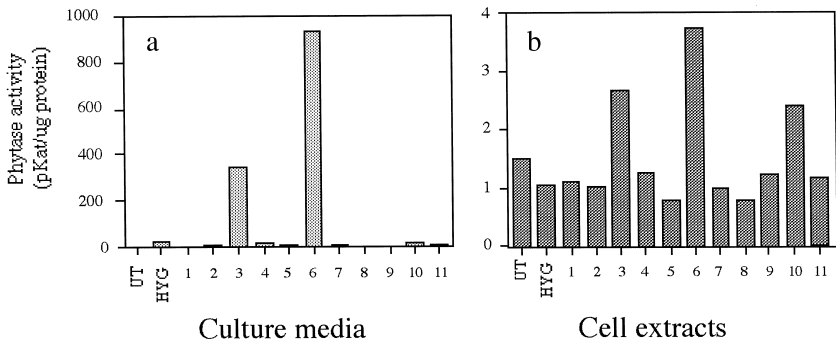 Phytase activity
(pKat/ug protein)
a
1000
800
600
400
200
0
UT HYG 1 2 3 4 5 6 7 8 9 10 11
Culture media
b
4
3
2
1
0
UT HYG 1 2 3 4 5 6 7 8 9 10 11
Cell extracts